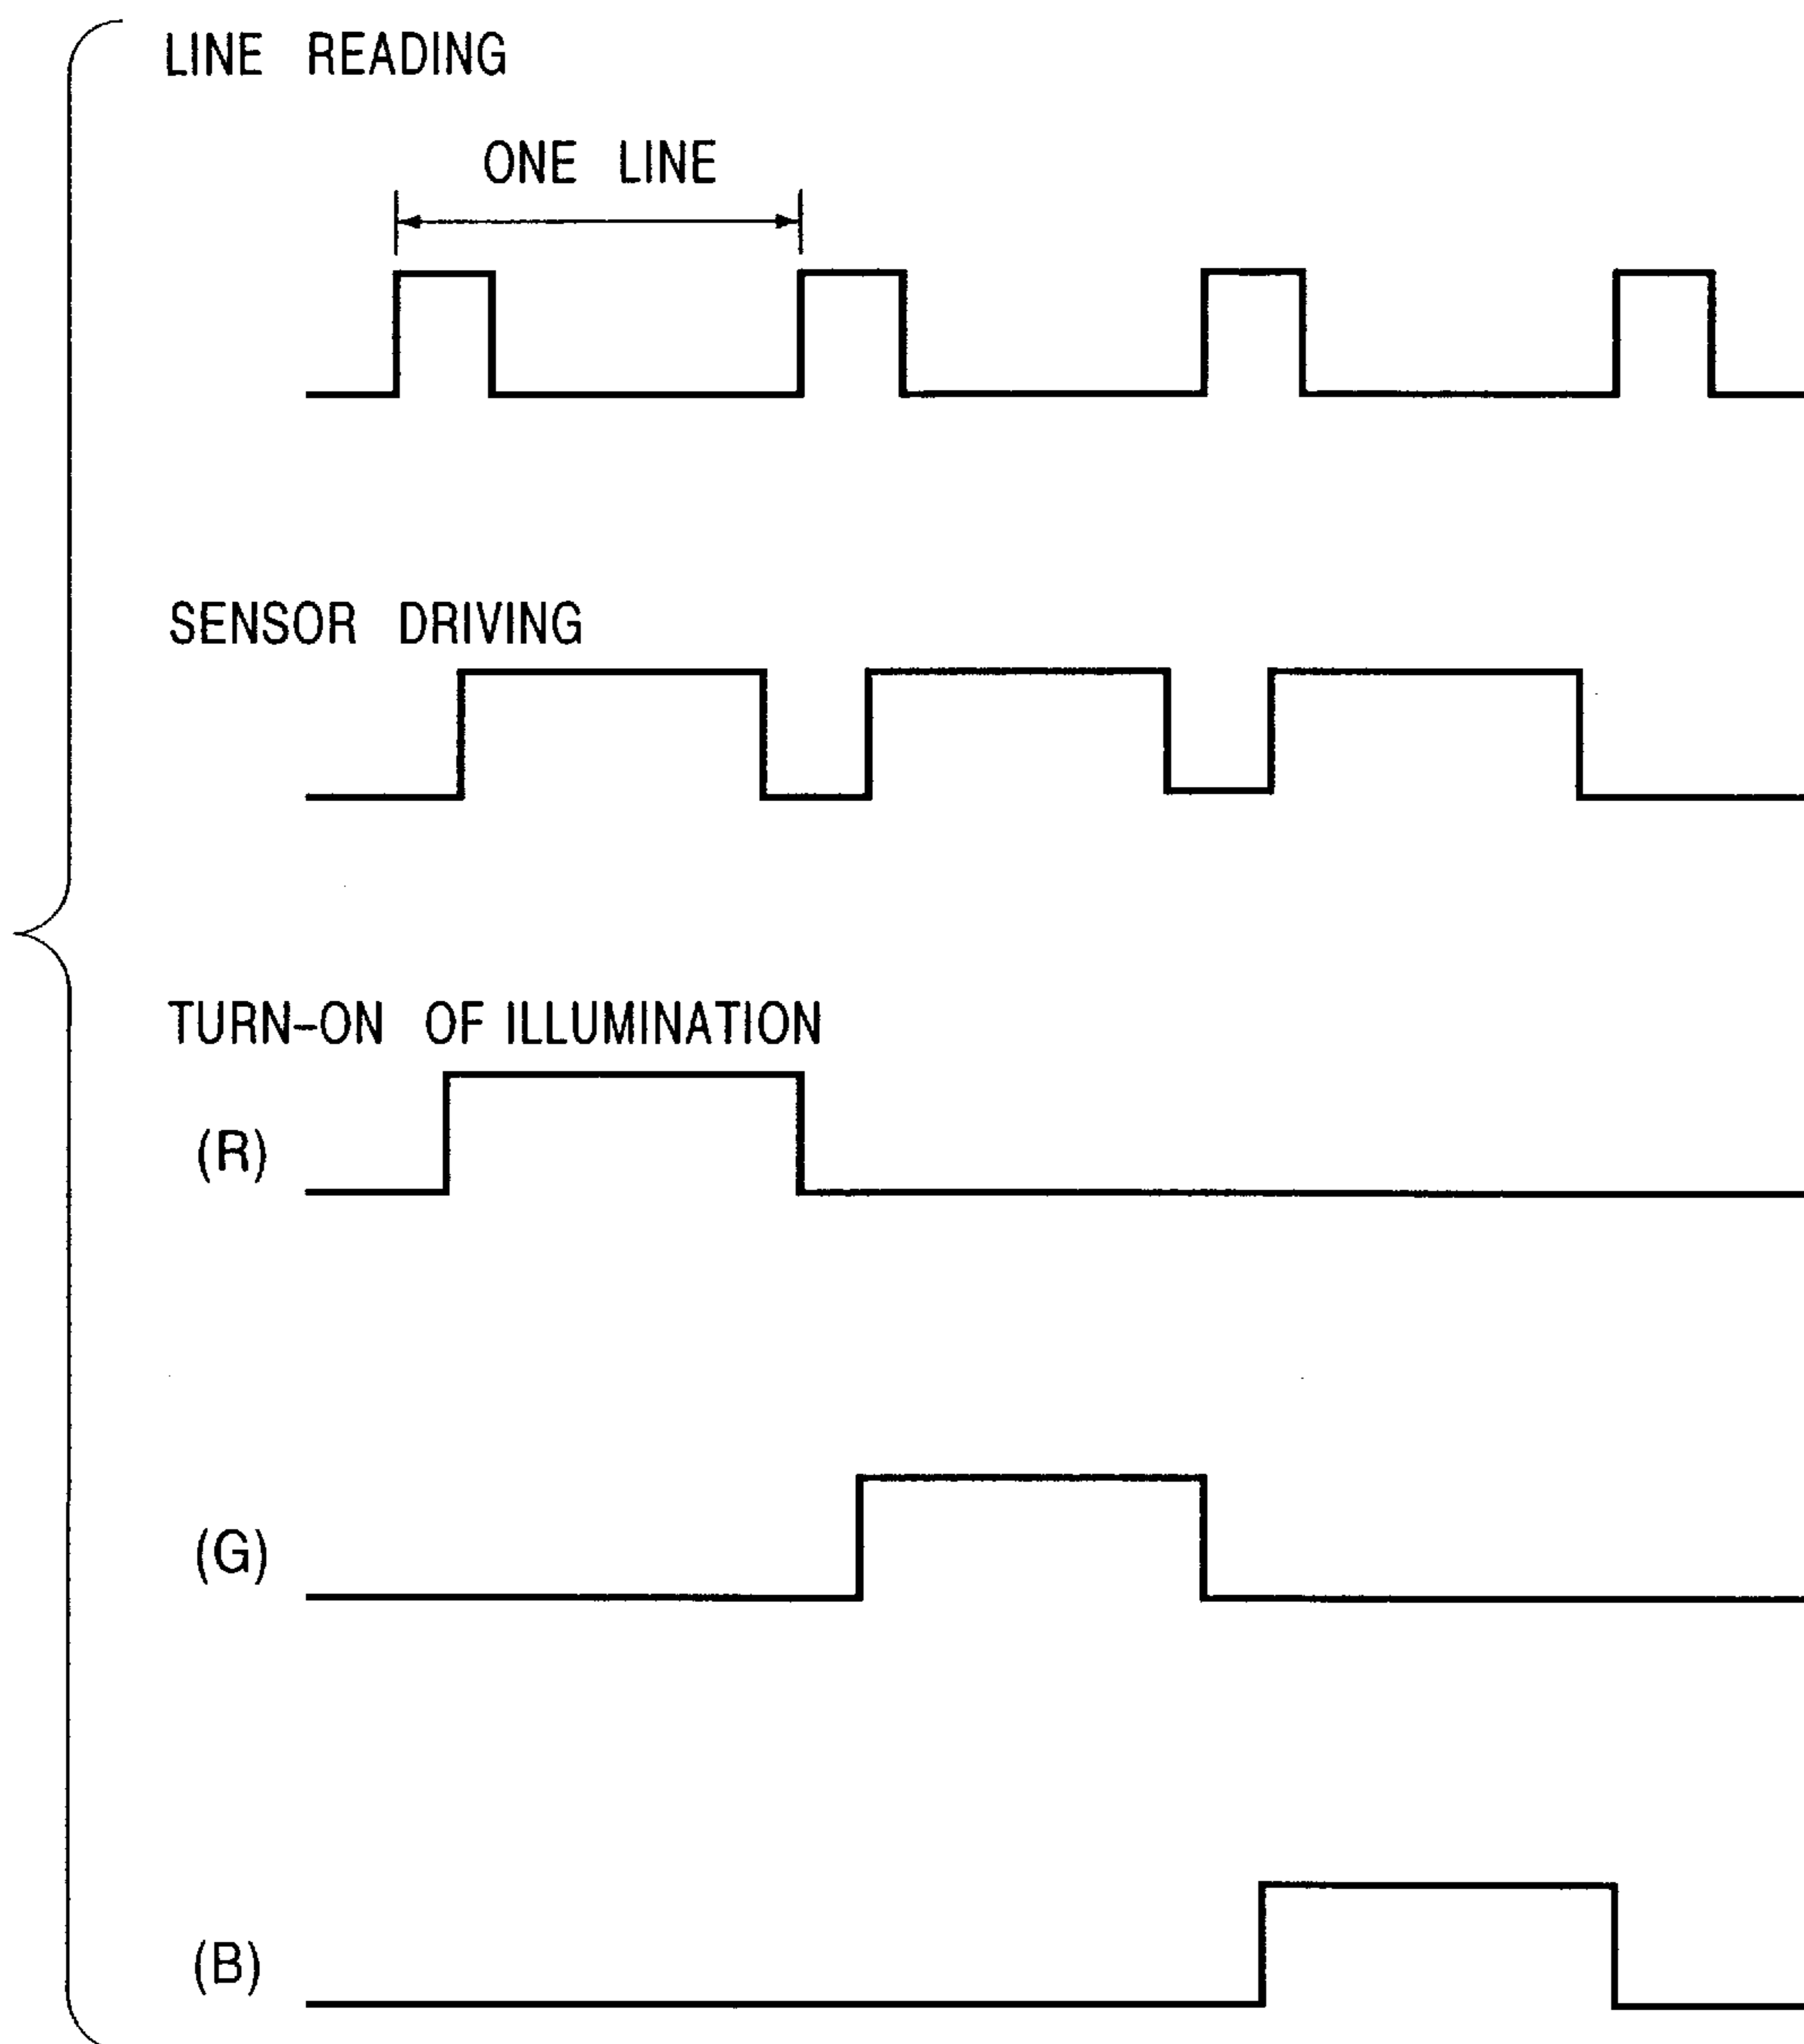 LINE READING
ONE LINE
SENSOR DRIVING
TURN-ON OF ILLUMINATION
(R)
(G)
(B)